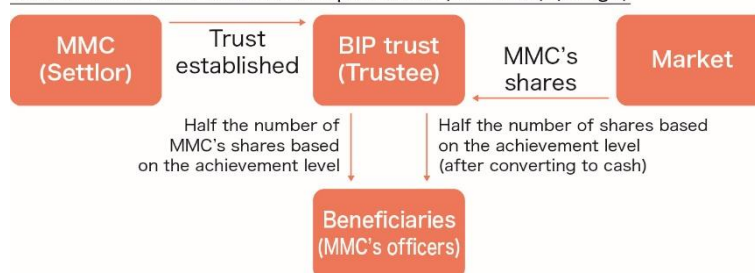 MMC
(Settlor)
Trust
established
BIP trust
(Trustee)
MMC's
shares
Market
Half the number of
MMC's shares based
on the achievement level
Half the number of shares based
on the achievement level
(after converting to cash)
Beneficiaries
(MMC's officers)